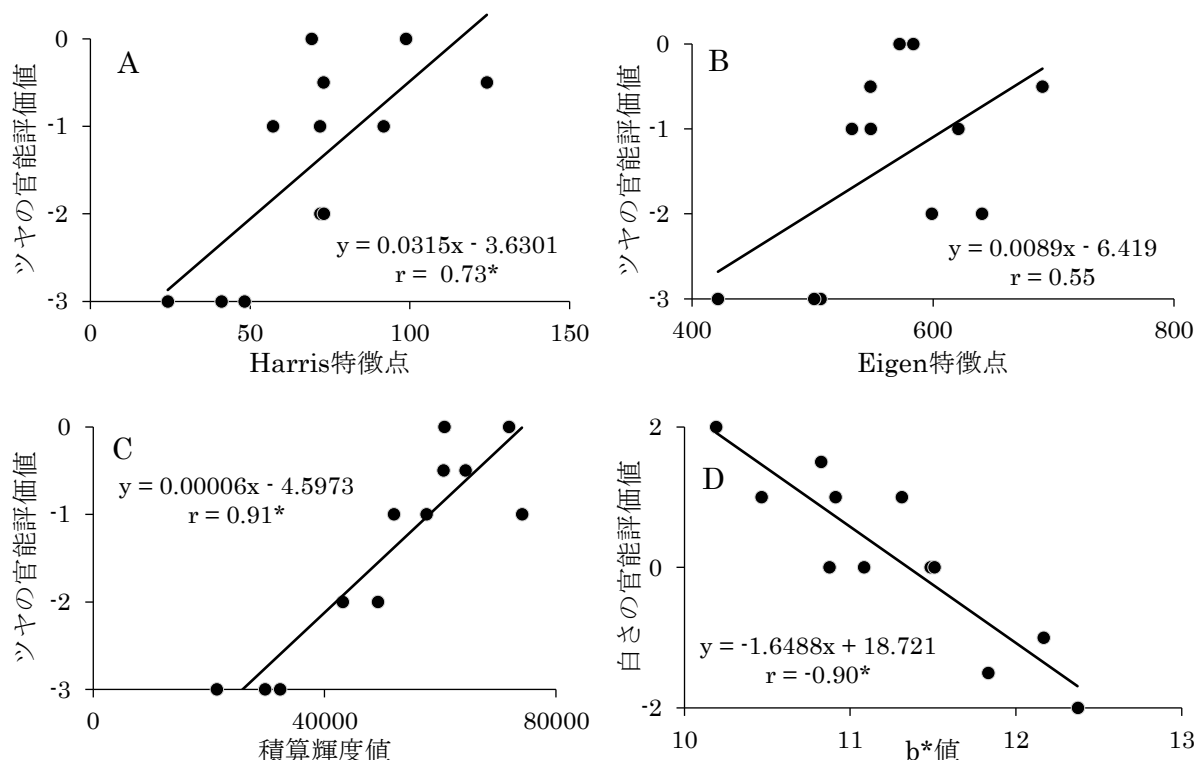 A
ツヤの官能評価値
0
-1
-2
-3
y = 0.0315x - 3.6301
r = 0.73*
0
50
100
150
Harris特徴点
B
ツヤの官能評価値
0
-1
-2
-3
y = 0.0089x - 6.419
r = 0.55
400
600
800
Eigen特徴点
C
ツヤの官能評価値
0
-1
-2
-3
y = 0.00006x - 4.5973
r = 0.91*
0
40000
80000
積算輝度値
D
白さの官能評価値
2
0
-2
y = -1.6488x + 18.721
r = -0.90*
10
11
12
13
b*値